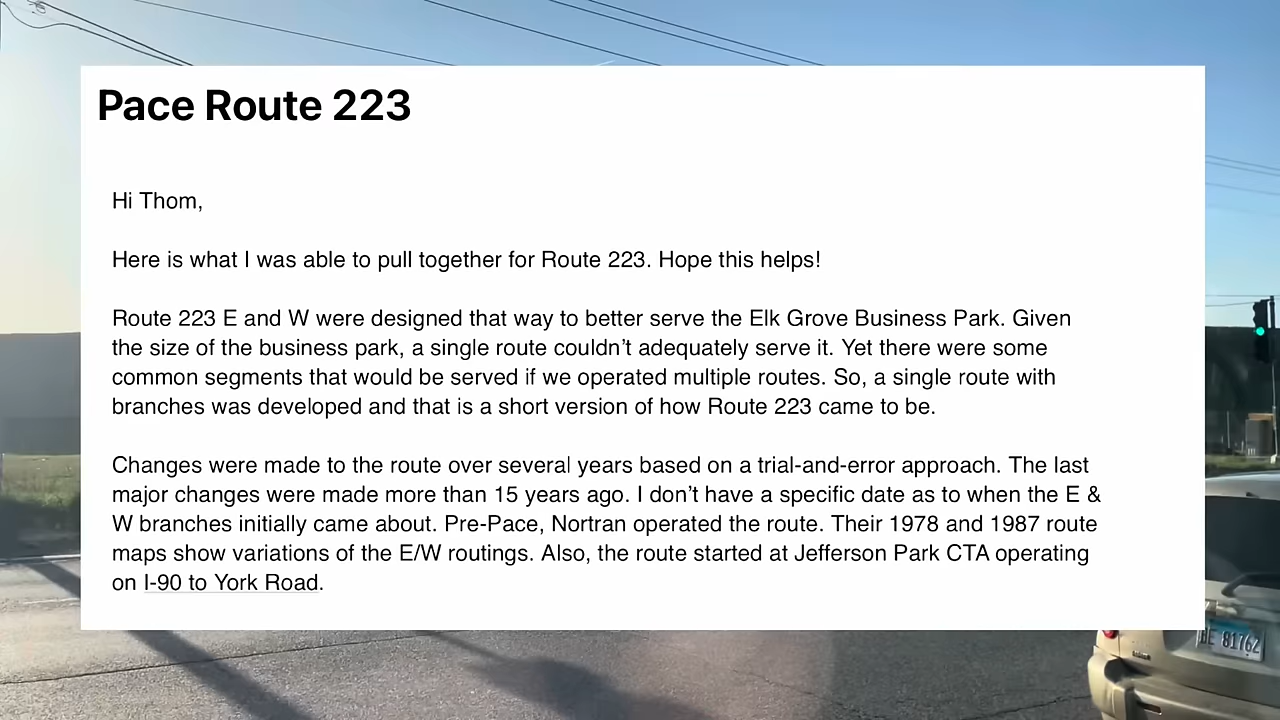 Pace Route 223
Hi Thom,
Here is what I was able to pull together for Route 223. Hope this helps!
Route 223 E and W were designed that way to better serve the Elk Grove Business Park. Given
the size of the business park, a single route couldn’t adequately serve it. Yet there were some
common segments that would be served if we operated multiple routes. So, a single route with
branches was developed and that is a short version of how Route 223 came to be.
Changes were made to the route over several years based on a trial-and-error approach. The last
major changes were made more than 15 years ago. I don’t have a specific date as to when the E &
W branches initially came about. Pre-Pace, Nortran operated the route. Their 1978 and 1987 route
maps show variations of the E/W routings. Also, the route started at Jefferson Park CTA operating
on I-90 to York Road.